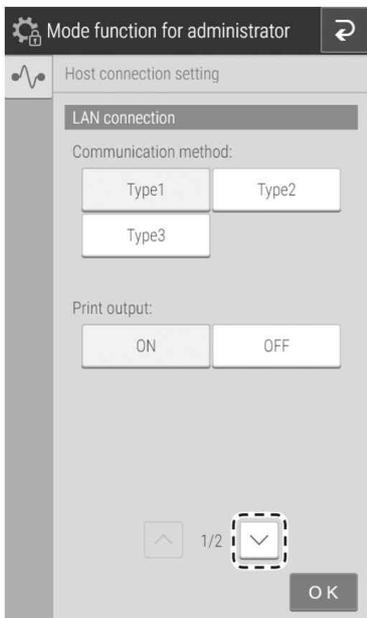 Mode function for administrator
Host connection setting
LAN connection
Communication method:
Type1 Type2
Type3
Print output:
ON OFF
1/2
OK